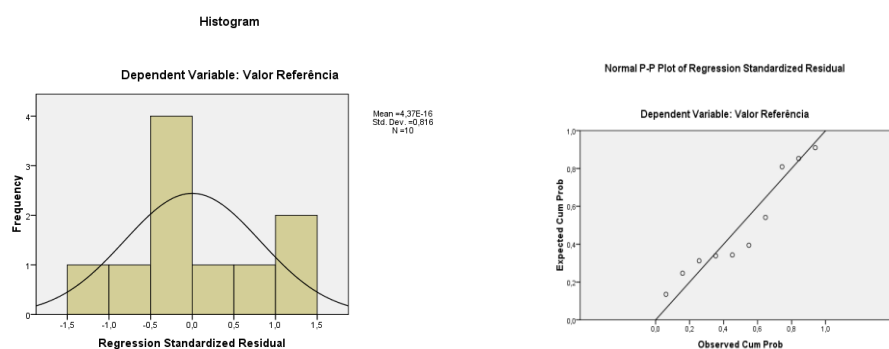 Histogram
Dependent Variable: Valor Referência
Mean =4,37E-16
Std. Dev. =0,816
N =10
4
3
2
1
0
Frequency
-1,5
-1,0
-0,5
0,0
0,5
1,0
1,5
Regression Standardized Residual
Normal P-P Plot of Regression Standardized Residual
Dependent Variable: Valor Referência
1,0
0,8
0,6
0,4
0,2
0,0
Expected Cum Prob
0,0
0,2
0,4
0,6
0,8
1,0
Observed Cum Prob